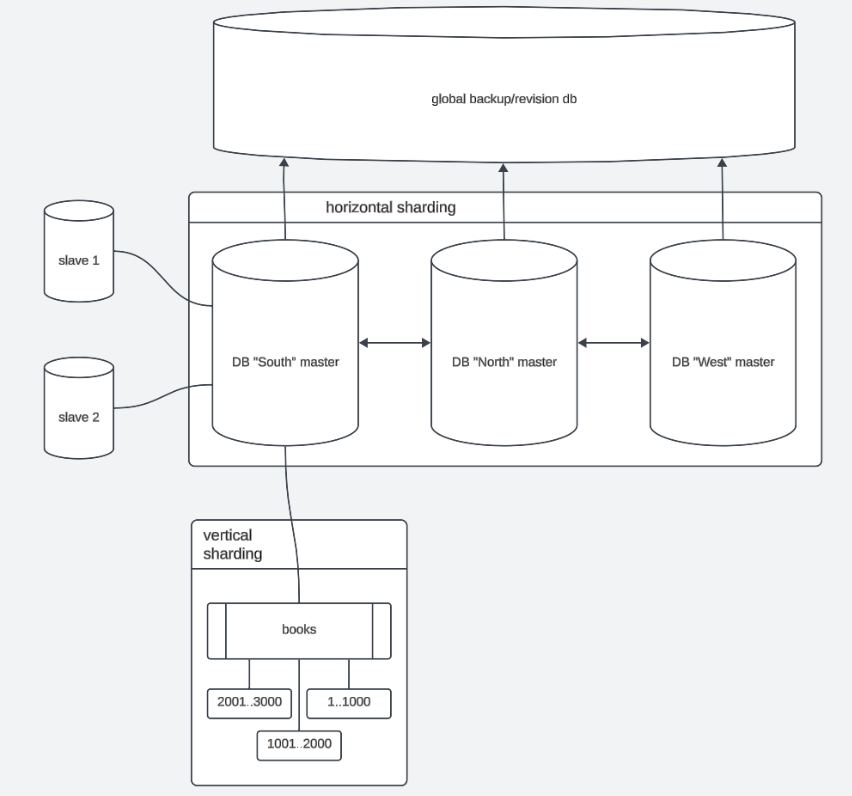 global backup/revision db
horizontal sharding
slave 1
DB "South" master
DB "North" master
DB "West" master
slave 2
vertical
sharding
books
2001..3000
1..1000
1001..2000